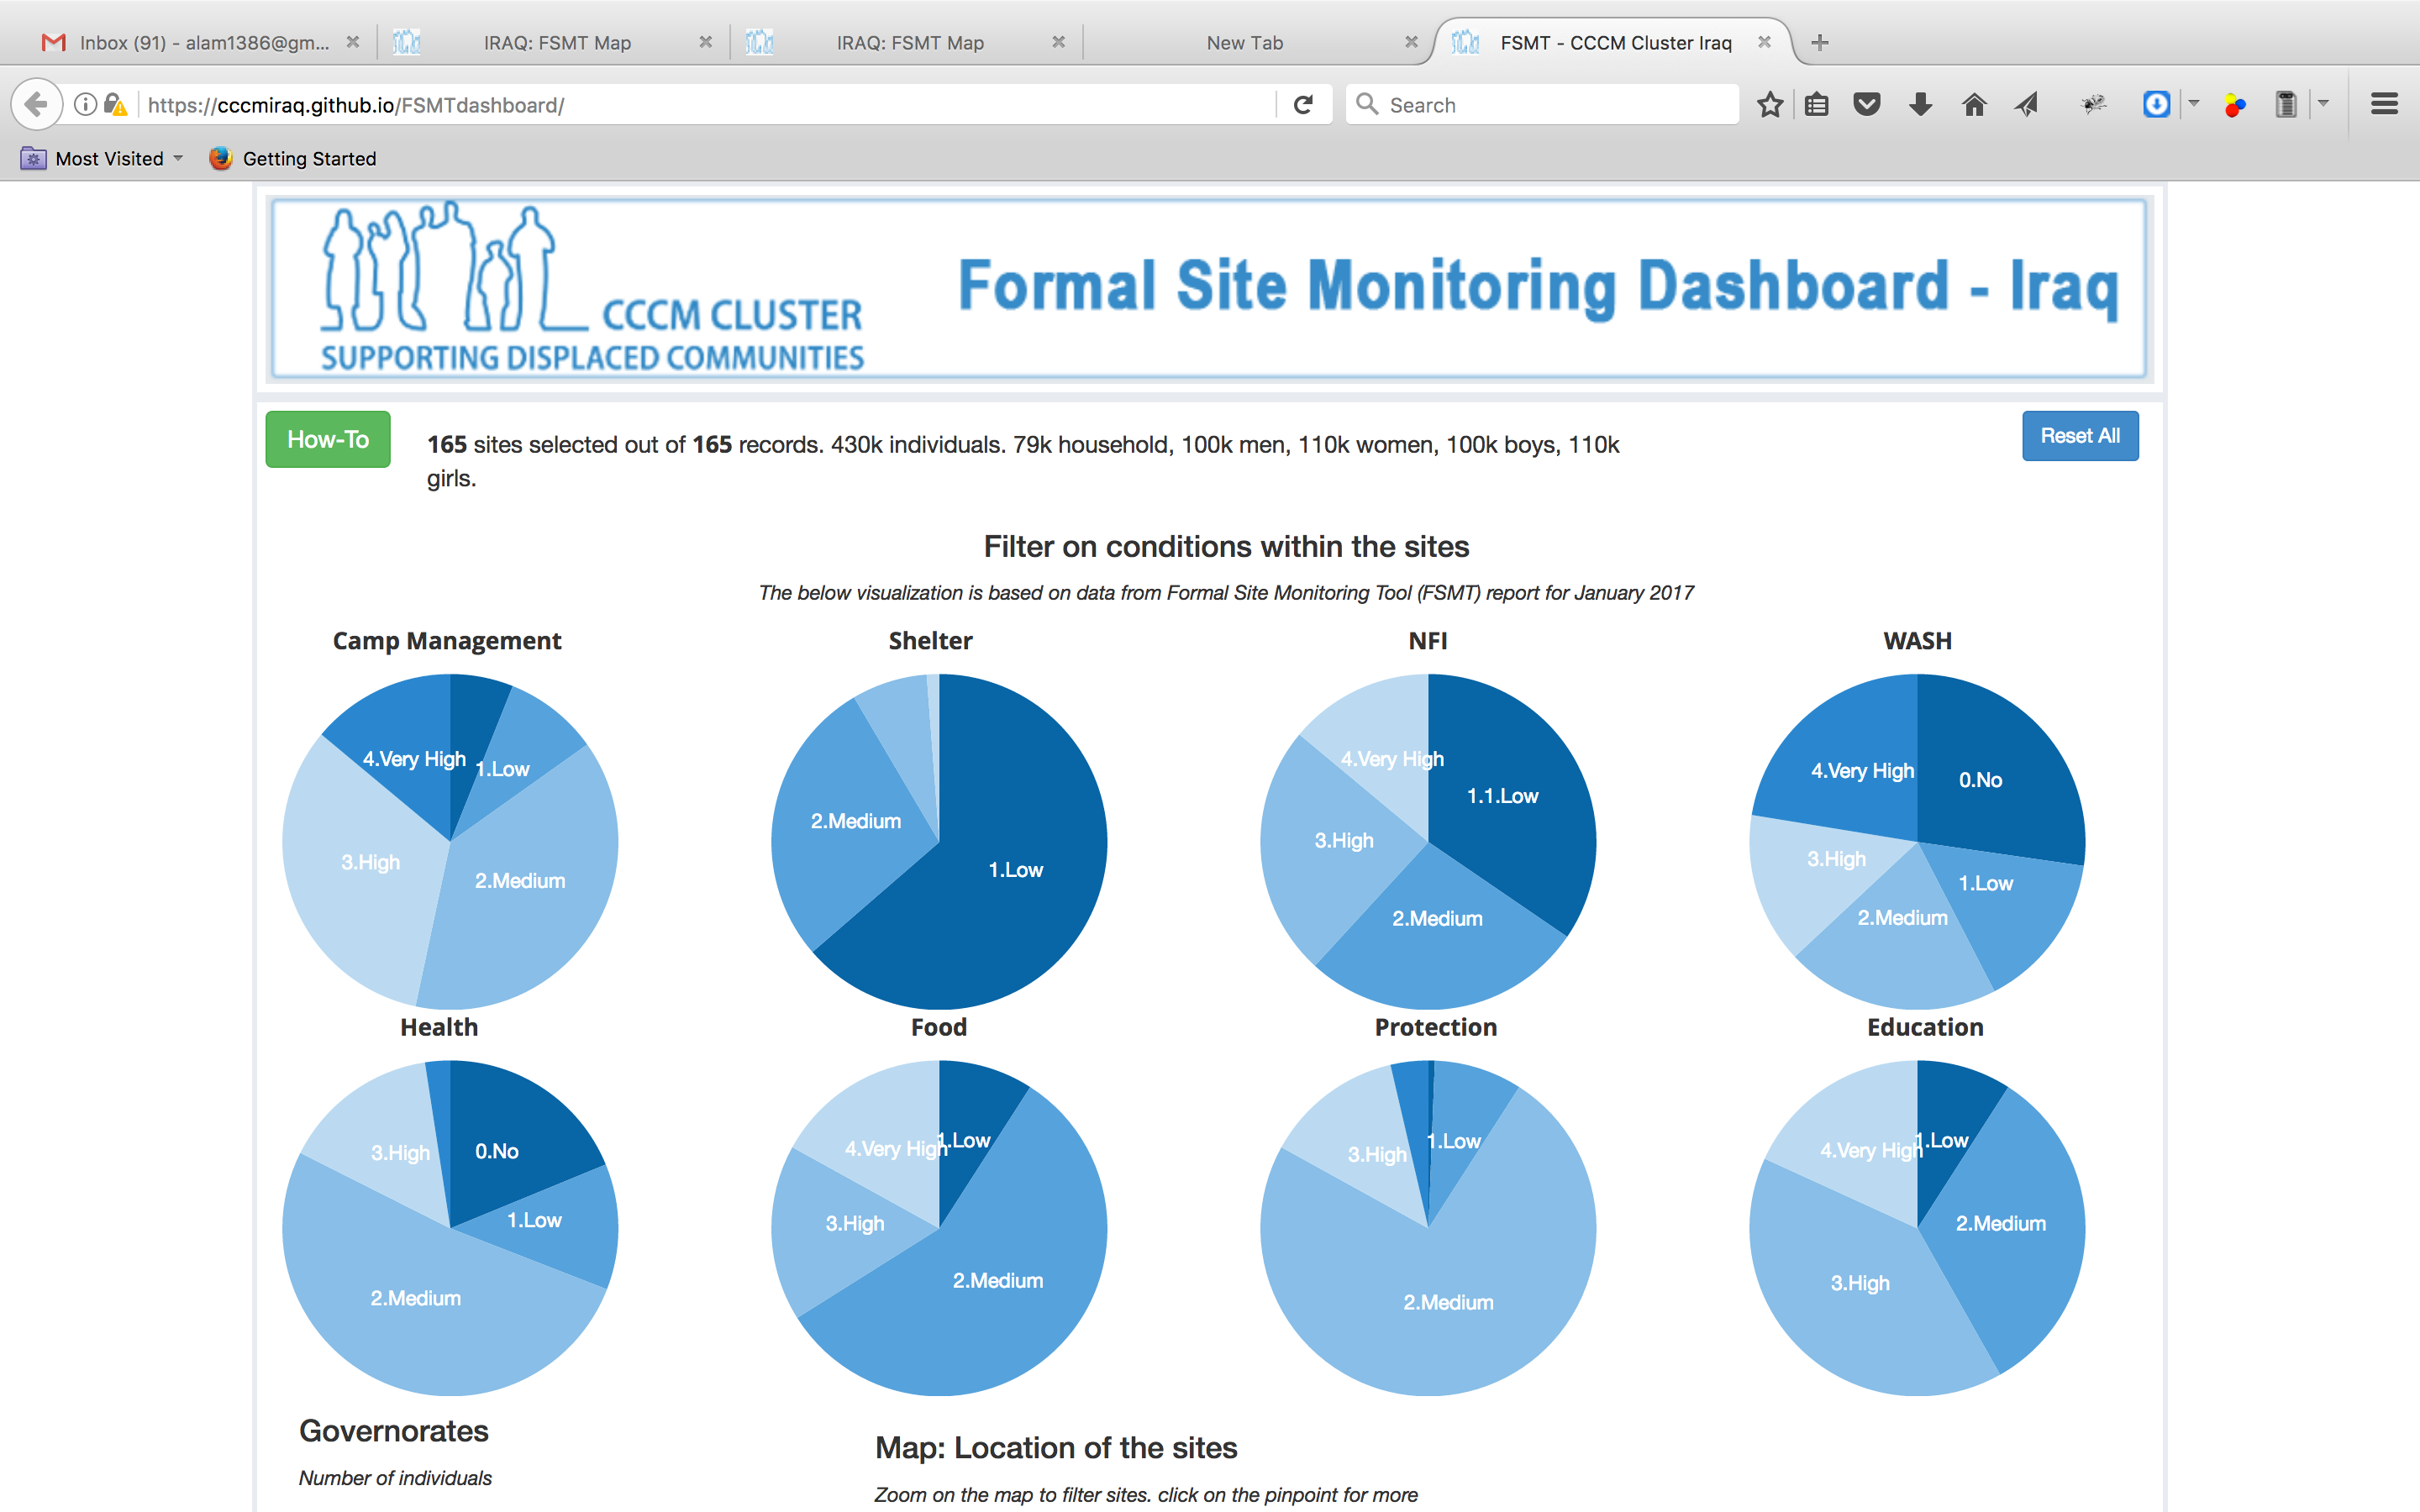 Inbox (91) - alam1386@gm...
IRAQ: FSMT Map
IRAQ: FSMT Map
New Tab
FSMT - CCCM Cluster Iraq
https://cccmiraq.github.io/FSMTdashboard/
Search
Most Visited
Getting Started
CCCM CLUSTER
SUPPORTING DISPLACED COMMUNITIES
Formal Site Monitoring Dashboard - Iraq
How-To
165 sites selected out of 165 records. 430k individuals. 79k household, 100k men, 110k women, 100k boys, 110k
girls.
Reset All
Filter on conditions within the sites
The below visualization is based on data from Formal Site Monitoring Tool (FSMT) report for January 2017
Camp Management
4.Very High
1.Low
3.High
2.Medium
Shelter
2.Medium
1.Low
NFI
4.Very High
1.1.Low
3.High
2.Medium
WASH
4.Very High
0.No
3.High
1.Low
2.Medium
Health
3.High
0.No
1.Low
2.Medium
Food
4.Very High
1.Low
3.High
2.Medium
Protection
3.High
1.Low
2.Medium
Education
4.Very High
1.Low
2.Medium
3.High
Governorates
Number of individuals
Map: Location of the sites
Zoom on the map to filter sites. click on the pinpoint for more